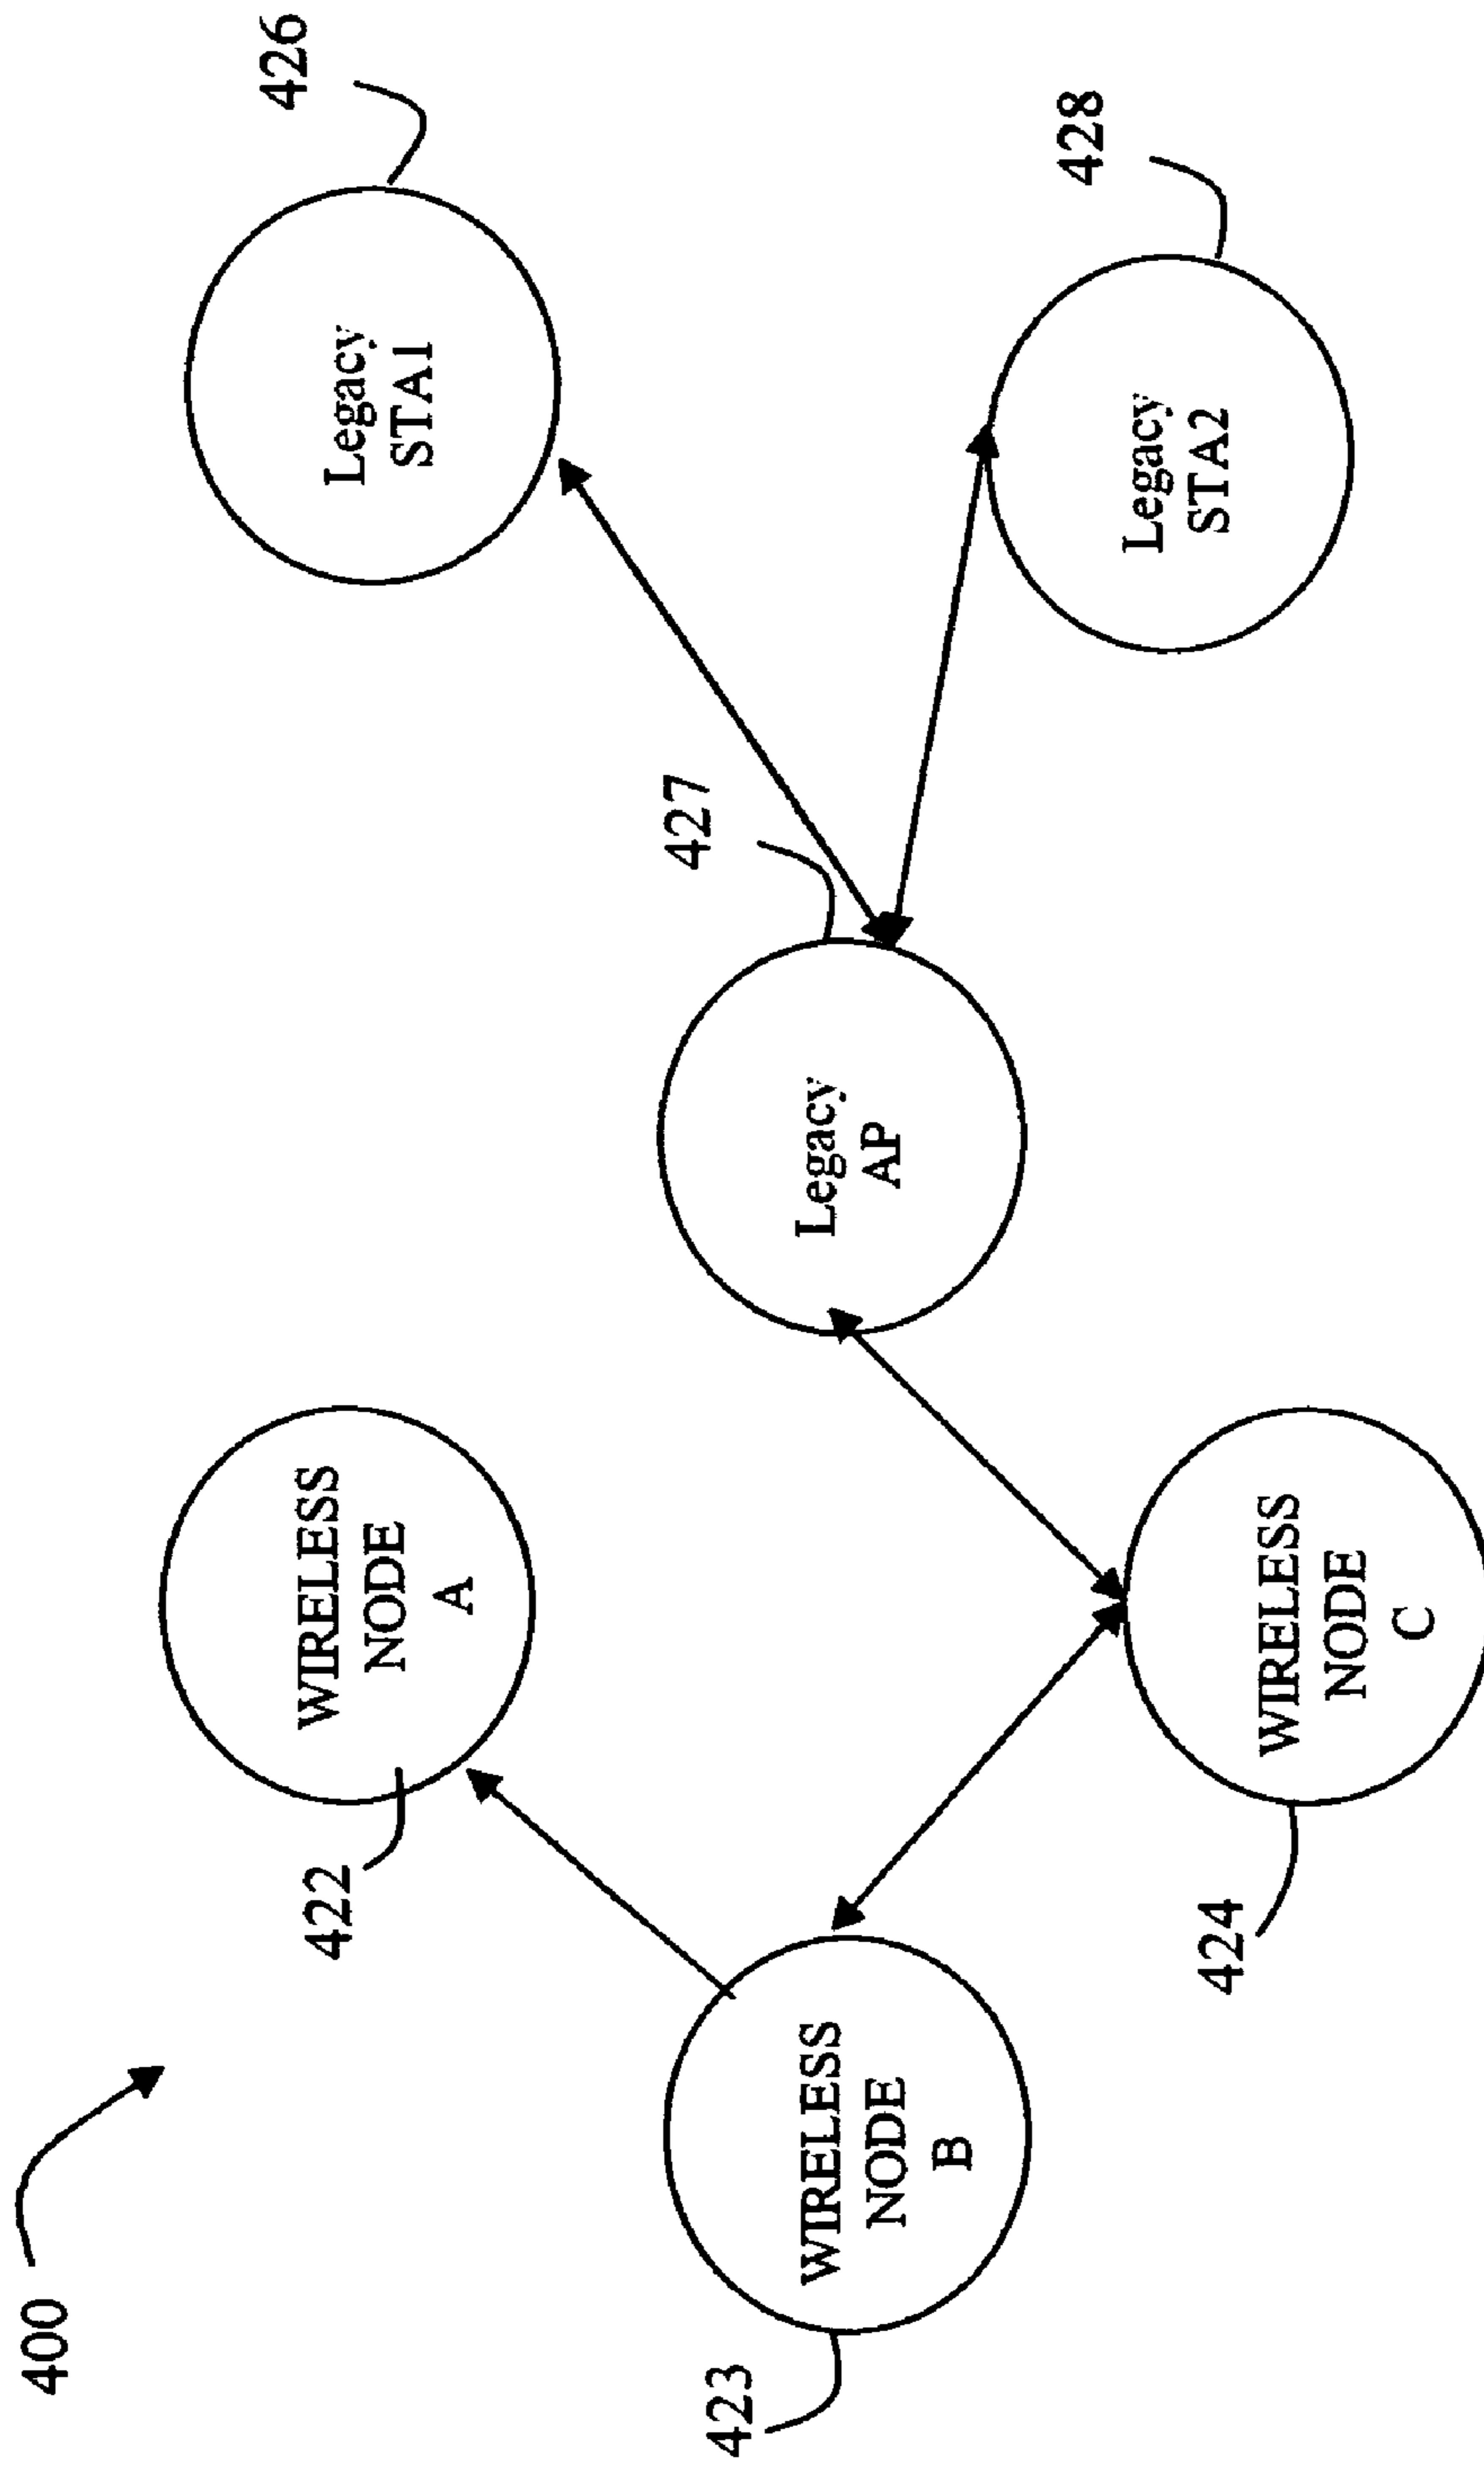 400
422
WIRELESS
NODE
A
426
Legacy
STA1
427
Legacy
AP
423
WIRELESS
NODE
B
424
WIRELESS
NODE
C
428
Legacy
STA2